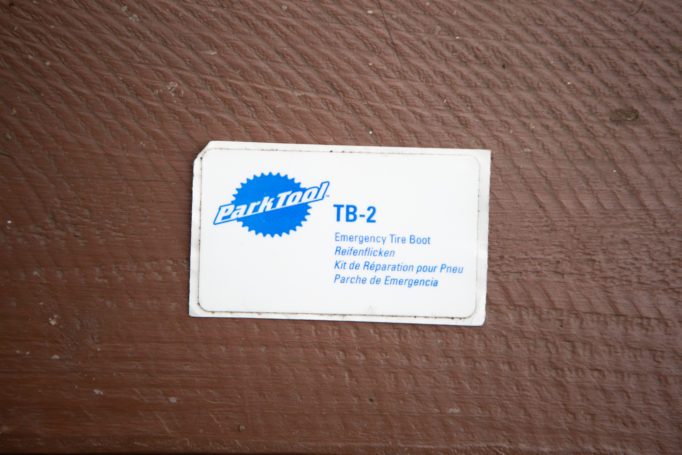 ParkTool
TB-2
Emergency Tire Boot
Reifenflicken
Kit de Réparation pour Pneu
Parche de Emergencia